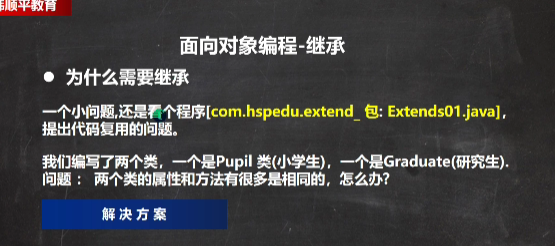 韩顺平教育
面向对象编程-继承
● 为什么需要继承
一个小问题,还是看个程序[com.hspedu.extend_ 包: Extends01.java],
提出代码复用的问题。
我们编写了两个类，一个是Pupil 类(小学生)，一个是Graduate(研究生).
问题： 两个类的属性和方法有很多是相同的，怎么办?
解决方案